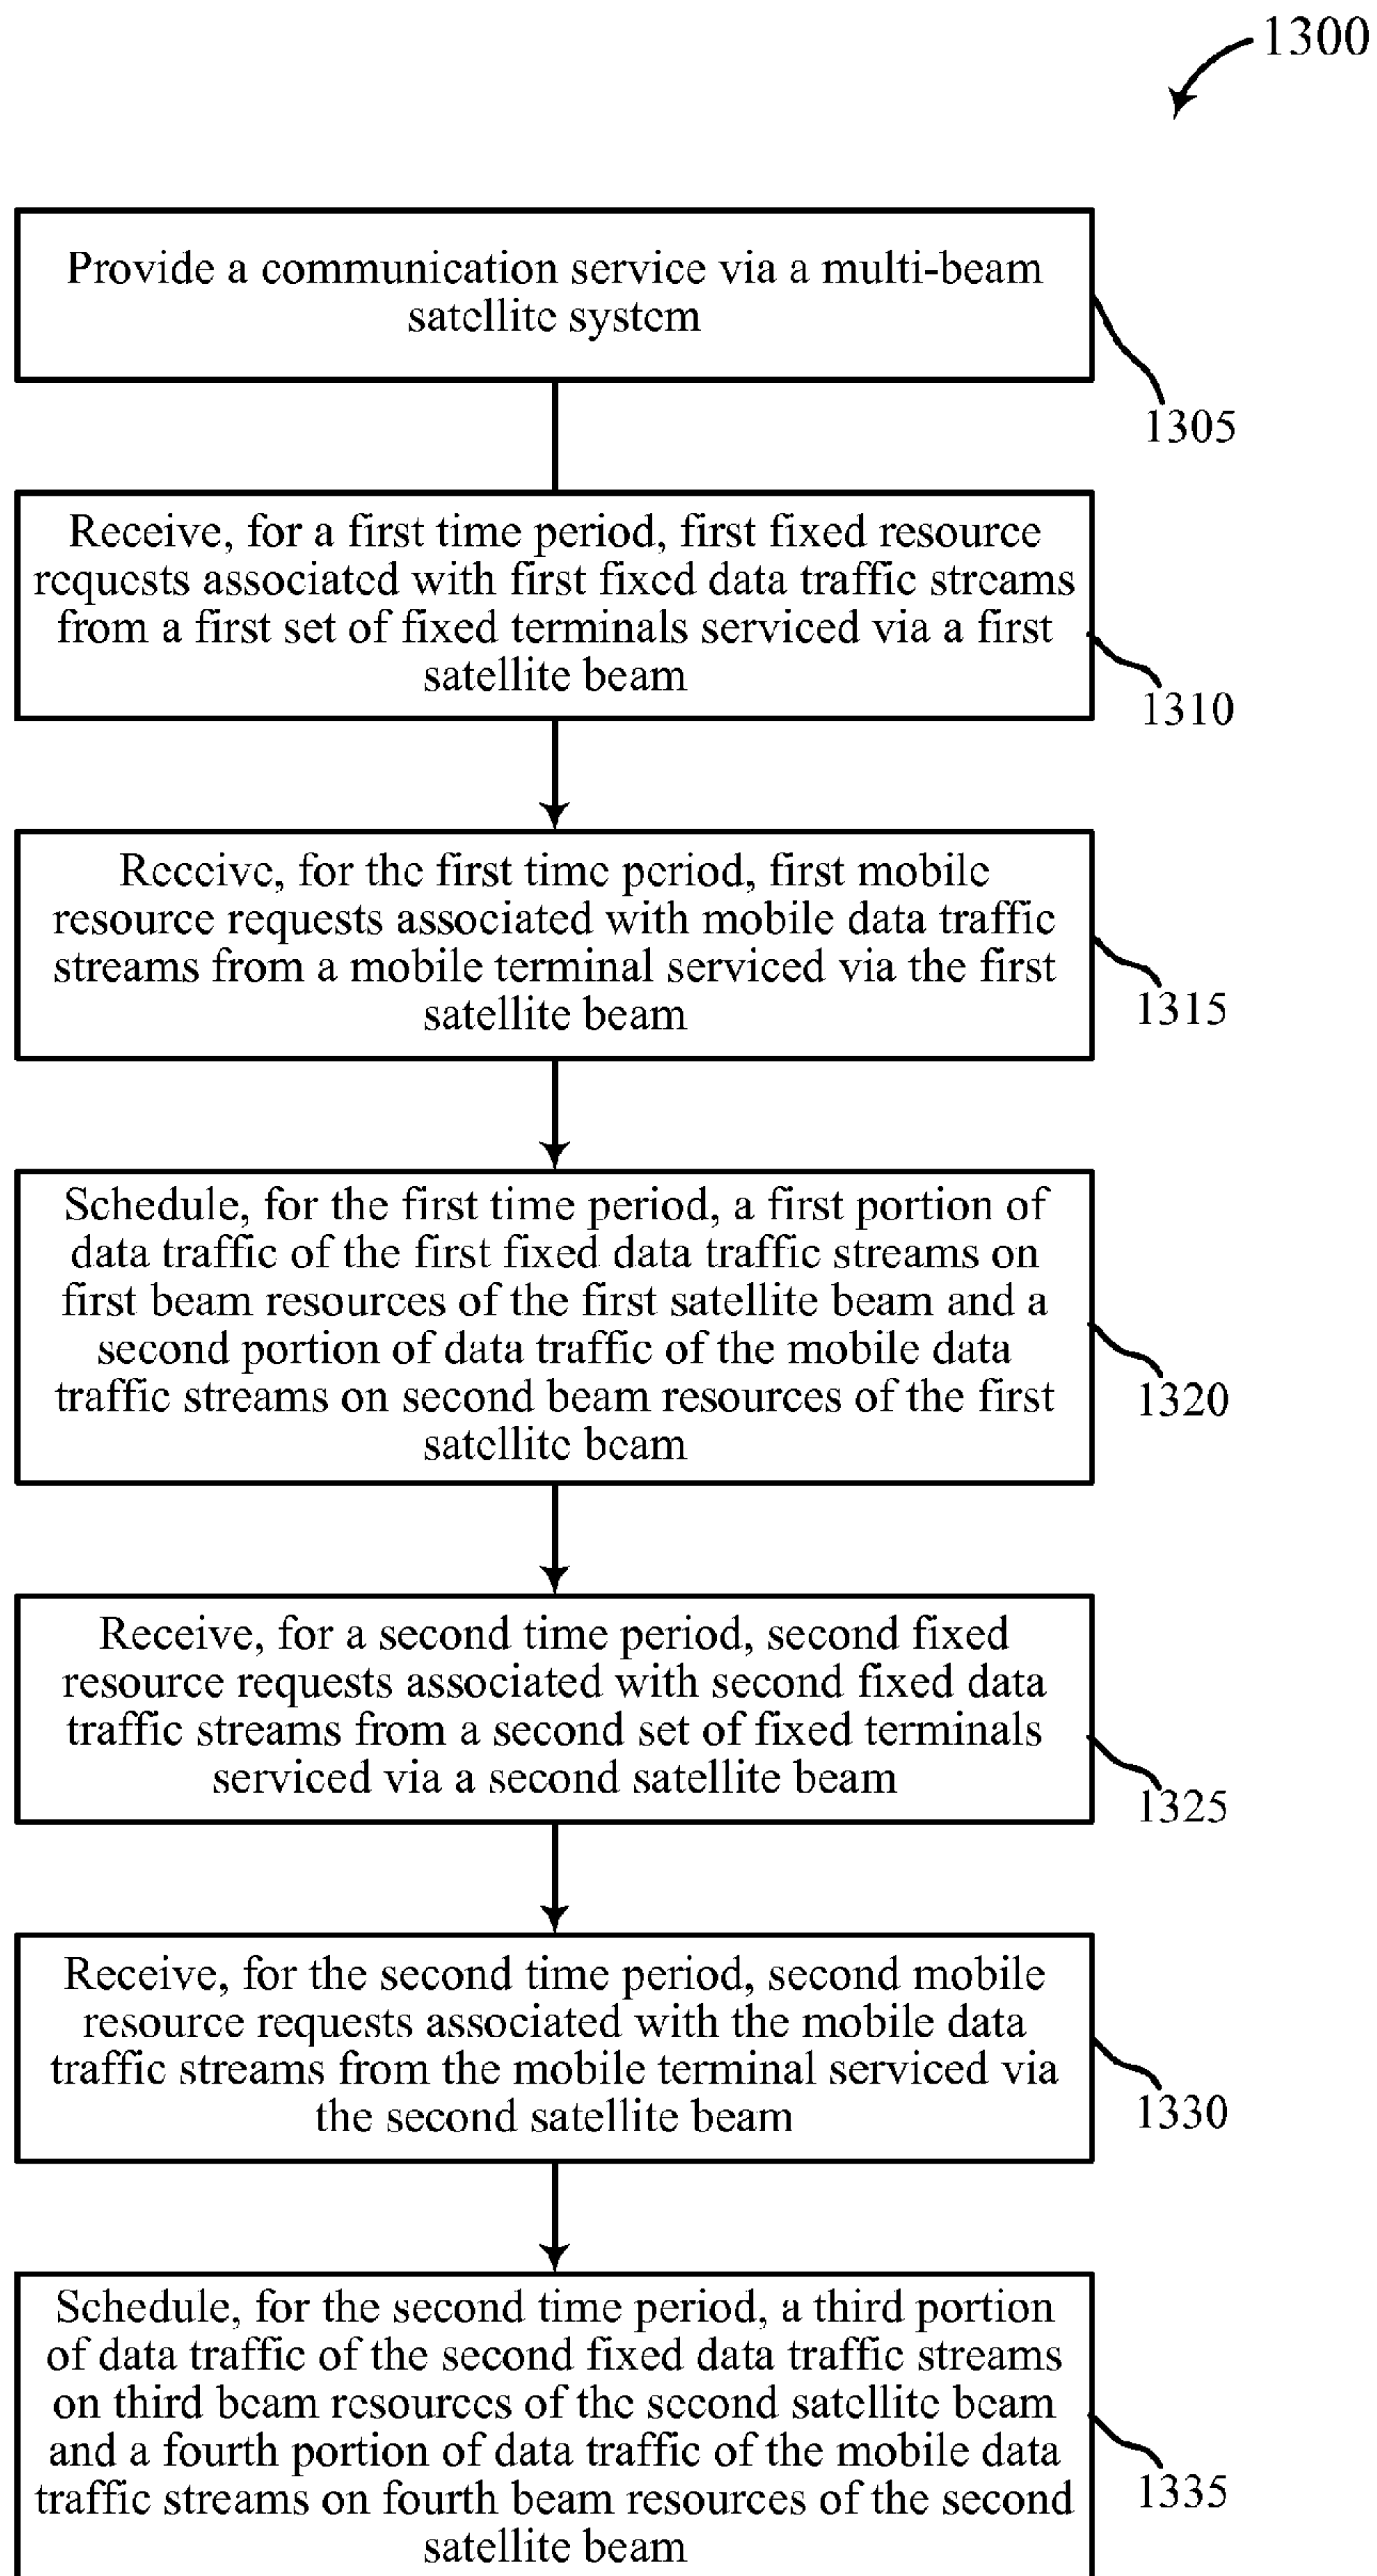 1300
Provide a communication service via a multi-beam
satellite system
1305
Receive, for a first time period, first fixed resource
requests associated with first fixed data traffic streams
from a first set of fixed terminals serviced via a first
satellite beam
1310
Receive, for the first time period, first mobile
resource requests associated with mobile data traffic
streams from a mobile terminal serviced via the first
satellite beam
1315
Schedule, for the first time period, a first portion of
data traffic of the first fixed data traffic streams on
first beam resources of the first satellite beam and a
second portion of data traffic of the mobile data
traffic streams on second beam resources of the first
satellite beam
1320
Receive, for a second time period, second fixed
resource requests associated with second fixed data
traffic streams from a second set of fixed terminals
serviced via a second satellite beam
1325
Receive, for the second time period, second mobile
resource requests associated with the mobile data
traffic streams from the mobile terminal serviced via
the second satellite beam
1330
Schedule, for the second time period, a third portion
of data traffic of the second fixed data traffic streams
on third beam resources of the second satellite beam
and a fourth portion of data traffic of the mobile data
traffic streams on fourth beam resources of the second
satellite beam
1335